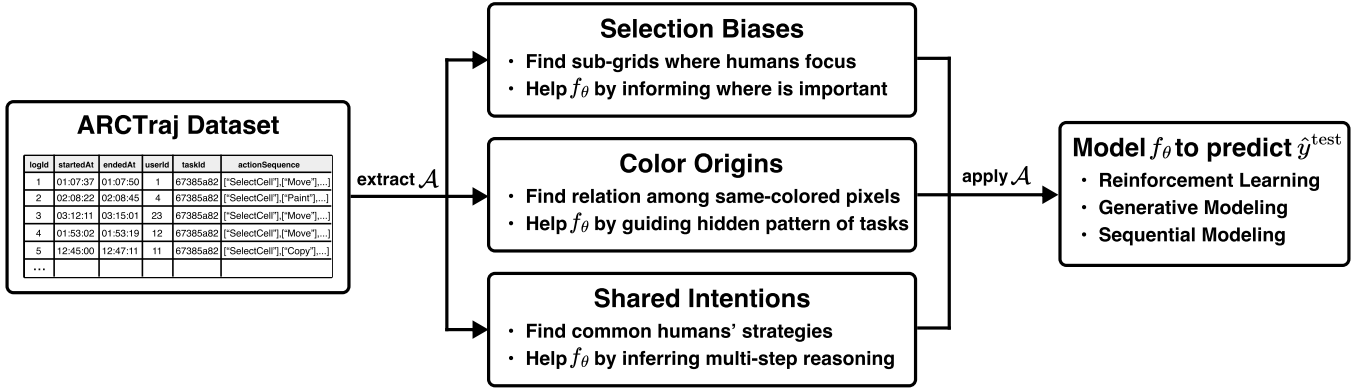 ARCTraj Dataset
logId startedAt endedAt userId taskId actionSequence
1 01:07:37 01:07:50 1 67385a82 ["SelectCell"],["Move"],...]
2 02:08:22 02:08:45 4 67385a82 ["SelectCell"],["Paint"],...]
3 03:12:11 03:15:01 23 67385a82 ["SelectCell"],["Move"],...]
4 01:53:02 01:53:19 12 67385a82 ["SelectCell"],["Move"],...]
5 12:45:00 12:47:11 11 67385a82 ["SelectCell"],["Copy"],...]
...
extract 𝒜
Selection Biases
· Find sub-grids where humans focus
· Help f_θ by informing where is important
Color Origins
· Find relation among same-colored pixels
· Help f_θ by guiding hidden pattern of tasks
Shared Intentions
· Find common humans' strategies
· Help f_θ by inferring multi-step reasoning
apply 𝒜
Model f_θ to predict ŷ^test
· Reinforcement Learning
· Generative Modeling
· Sequential Modeling